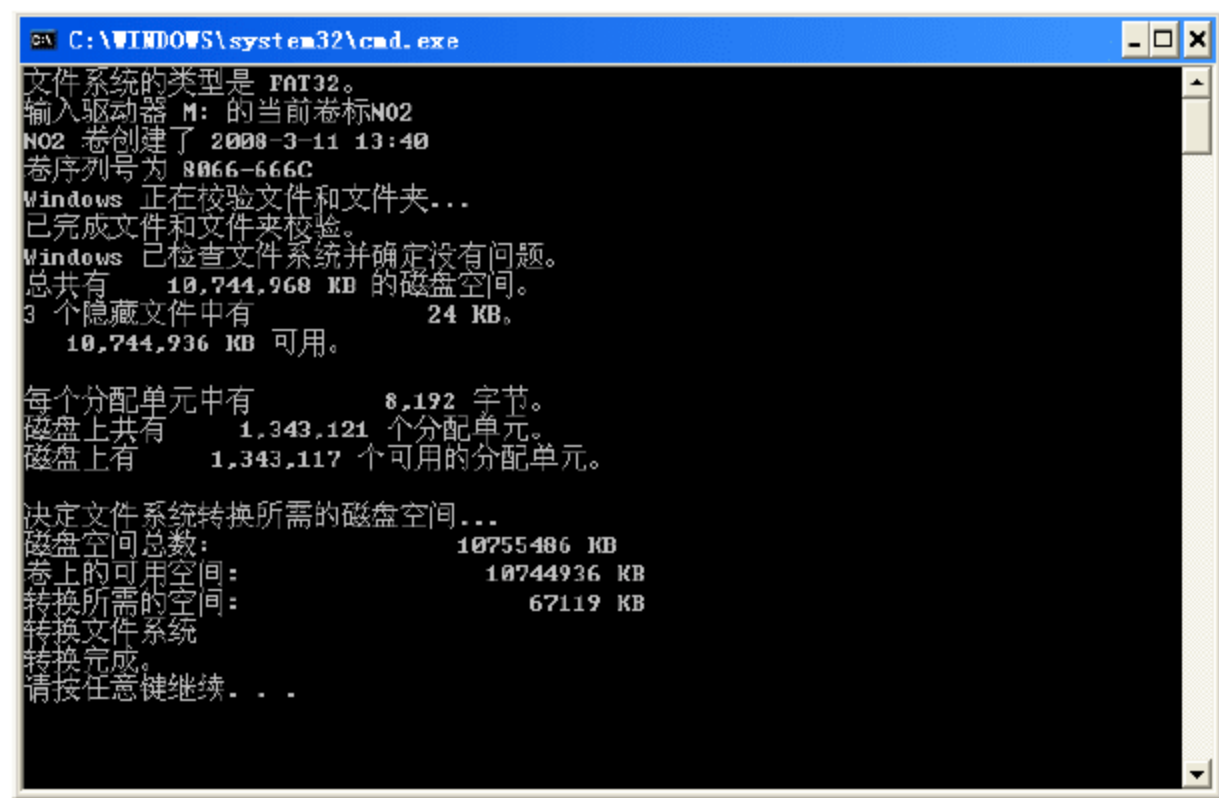 C:\WINDOWS\system32\cmd.exe
文件系统的类型是 FAT32。
输入驱动器 M: 的当前卷标NO2
NO2 卷创建了 2008-3-11 13:40
卷序列号为 8066-666C
Windows 正在校验文件和文件夹...
已完成文件和文件夹校验。
Windows 已检查文件系统并确定没有问题。
总共有 10,744,968 KB 的磁盘空间。
3 个隐藏文件中有 24 KB。
10,744,936 KB 可用。
每个分配单元中有 8,192 字节。
磁盘上共有 1,343,121 个分配单元。
磁盘上有 1,343,117 个可用的分配单元。
决定文件系统转换所需的磁盘空间...
磁盘空间总数: 10755486 KB
卷上的可用空间: 10744936 KB
转换所需的空间: 67119 KB
转换文件系统
转换完成。
请按任意键继续. . .